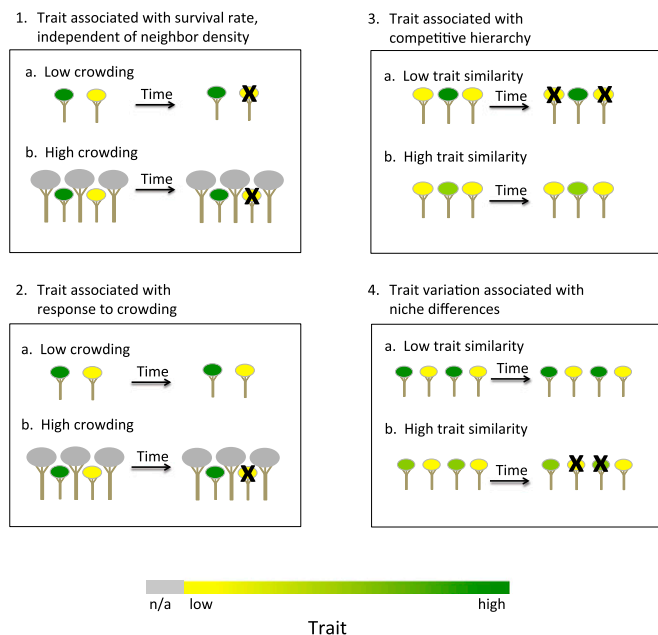 1. Trait associated with survival rate,
independent of neighbor density
a. Low crowding
Time
X
b. High crowding
Time
X
2. Trait associated with
response to crowding
a. Low crowding
Time
b. High crowding
Time
X
3. Trait associated with
competitive hierarchy
a. Low trait similarity
Time
X X
b. High trait similarity
Time
4. Trait variation associated with
niche differences
a. Low trait similarity
Time
b. High trait similarity
Time
X X
n/a low high
Trait